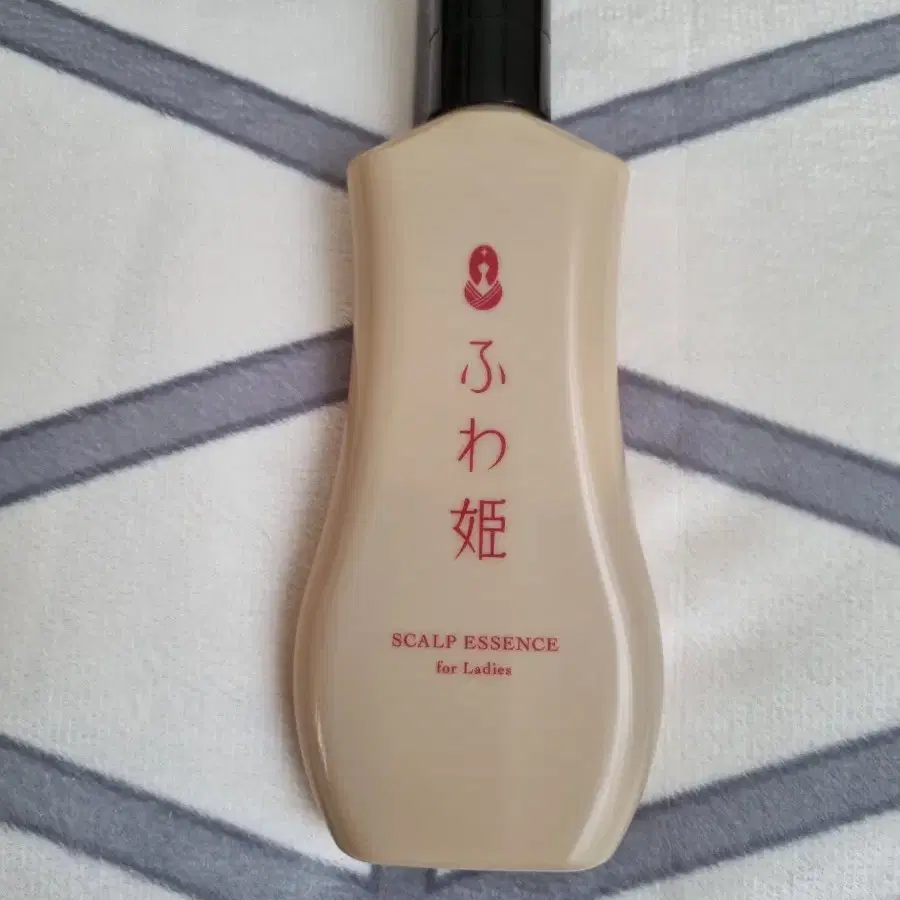 ふわ姫
SCALP ESSENCE
for Ladies